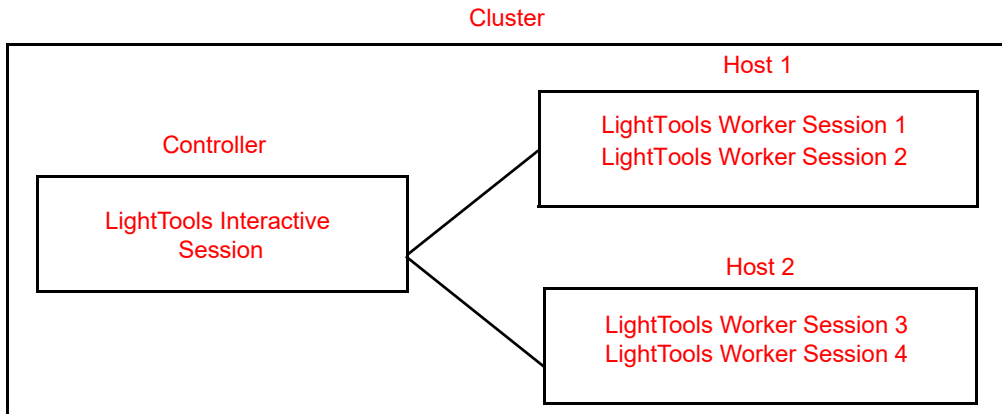 Cluster
Host 1
LightTools Worker Session 1
LightTools Worker Session 2
Controller
LightTools Interactive
Session
Host 2
LightTools Worker Session 3
LightTools Worker Session 4